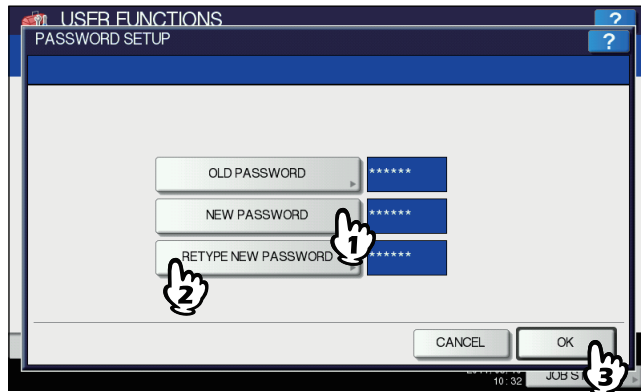 USER FUNCTIONS
?
PASSWORD SETUP
?
OLD PASSWORD
******
NEW PASSWORD
******
1
RETYPE NEW PASSWORD
******
2
CANCEL
OK
3
10:32
JOB ST